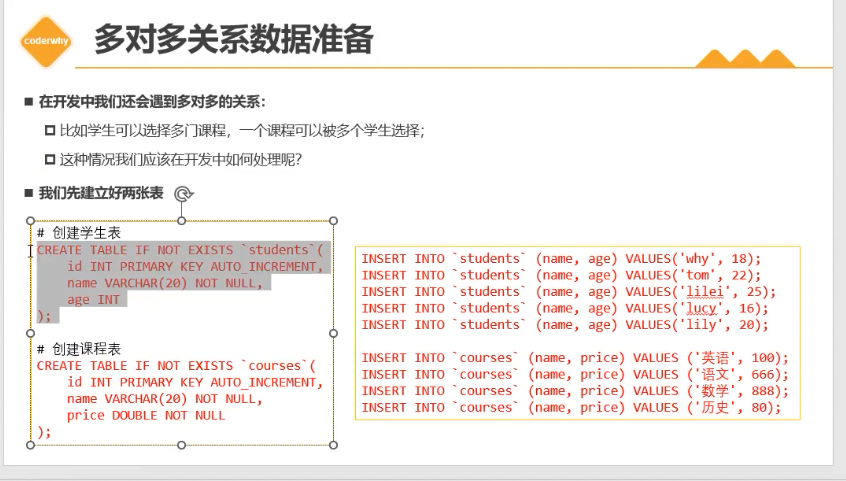 coderwhy
多对多关系数据准备
在开发中我们还会遇到多对多的关系：
比如学生可以选择多门课程，一个课程可以被多个学生选择；
这种情况我们应该在开发中如何处理呢？
我们先建立好两张表
# 创建学生表
CREATE TABLE IF NOT EXISTS `students`(
id INT PRIMARY KEY AUTO_INCREMENT,
name VARCHAR(20) NOT NULL,
age INT
);
# 创建课程表
CREATE TABLE IF NOT EXISTS `courses`(
id INT PRIMARY KEY AUTO_INCREMENT,
name VARCHAR(20) NOT NULL,
price DOUBLE NOT NULL
);
INSERT INTO `students` (name, age) VALUES('why', 18);
INSERT INTO `students` (name, age) VALUES('tom', 22);
INSERT INTO `students` (name, age) VALUES('lilei', 25);
INSERT INTO `students` (name, age) VALUES('lucy', 16);
INSERT INTO `students` (name, age) VALUES('lily', 20);
INSERT INTO `courses` (name, price) VALUES ('英语', 100);
INSERT INTO `courses` (name, price) VALUES ('语文', 666);
INSERT INTO `courses` (name, price) VALUES ('数学', 888);
INSERT INTO `courses` (name, price) VALUES ('历史', 80);